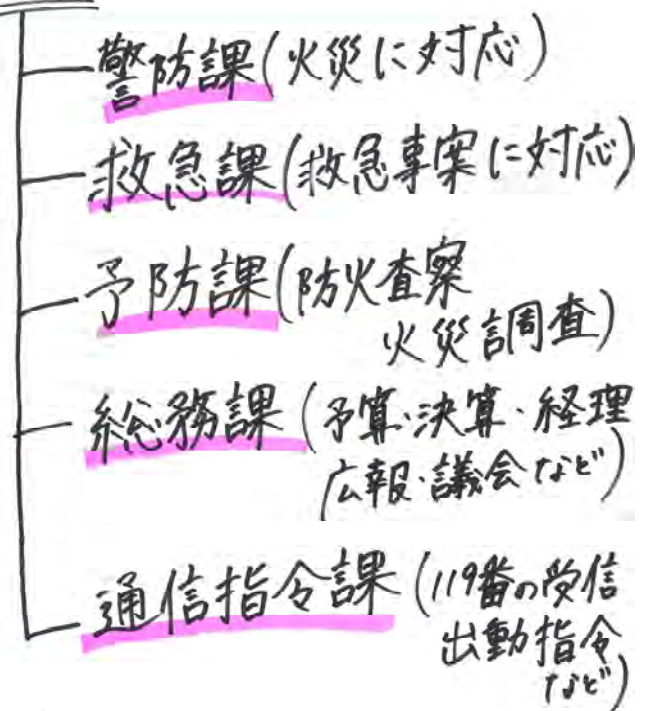 警防課(火災に対応)
救急課(救急事案に対応)
予防課(防火査察
火災調査)
総務課(予算・決算・経理
広報・議会など)
通信指令課(119番の受信
出動指令
など)